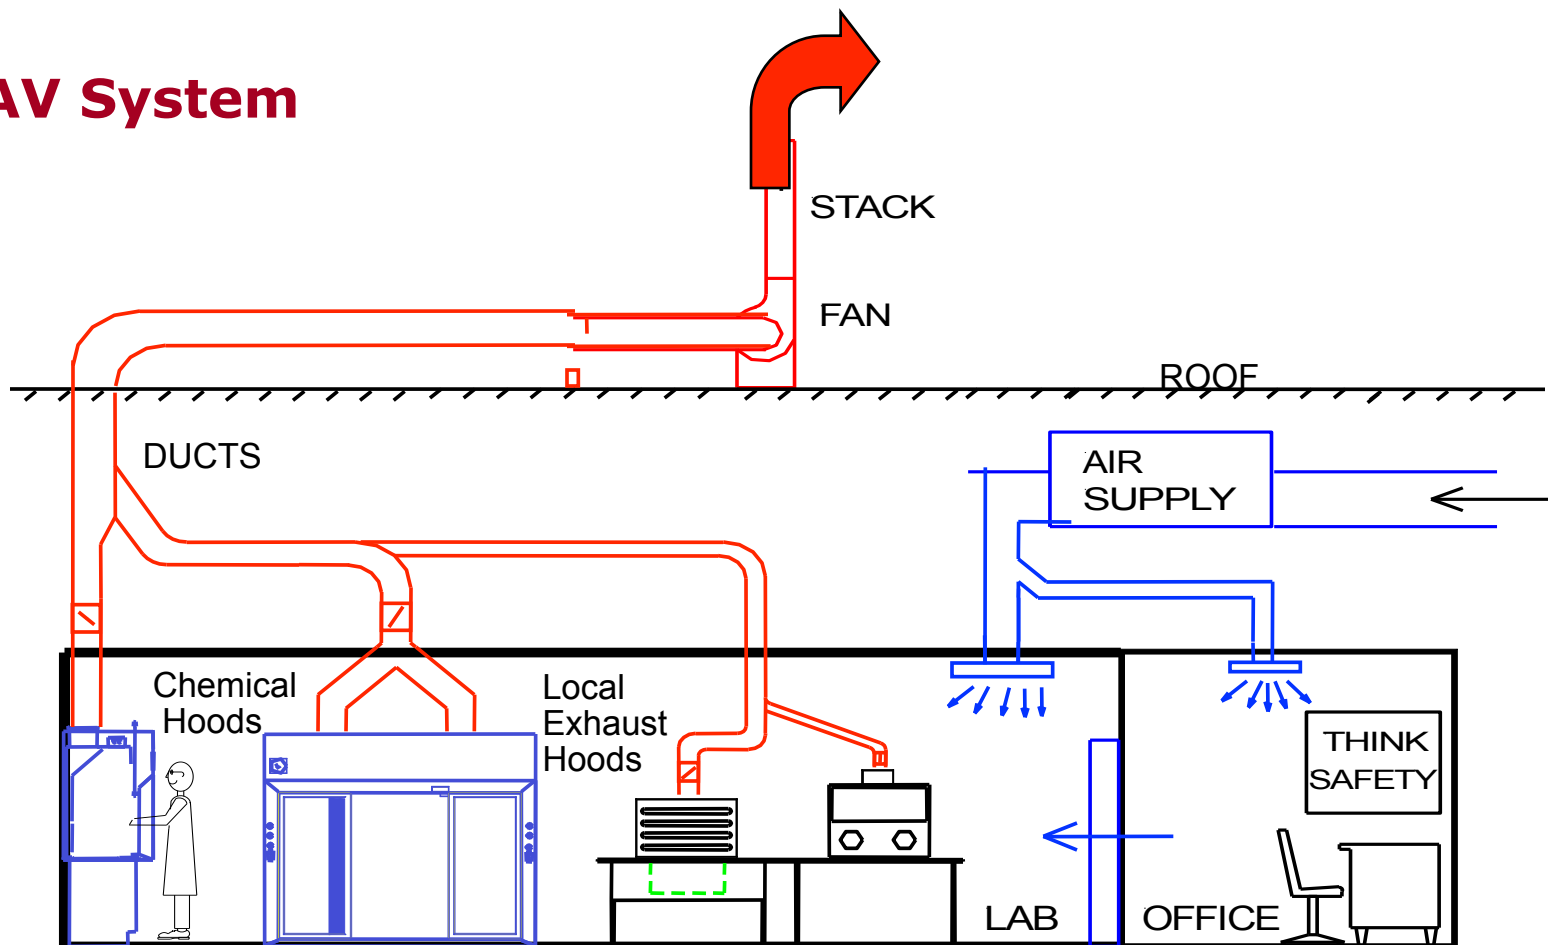 AV System
STACK
FAN
ROOF
DUCTS
AIR
SUPPLY
Chemical
Hoods
Local
Exhaust
Hoods
THINK
SAFETY
LAB
OFFICE